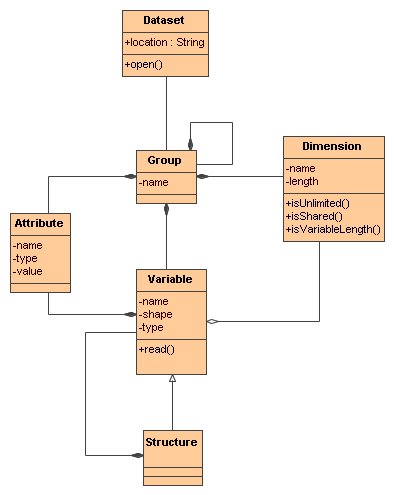 Dataset
+location : String
+open()
Group
-name
Dimension
-name
-length
+isUnlimited()
+isShared()
+isVariableLength()
Attribute
-name
-type
-value
Variable
-name
-shape
-type
+read()
Structure